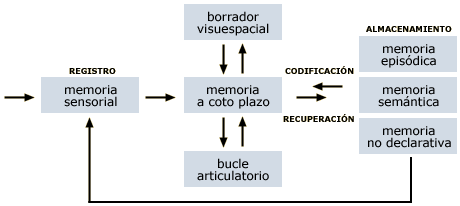 borrador
visuespacial
ALMACENAMIENTO
memoria
episódica
REGISTRO
memoria
sensorial
memoria
a coto plazo
CODIFICACIÓN
memoria
semántica
RECUPERACIÓN
memoria
no declarativa
bucle
articulatorio